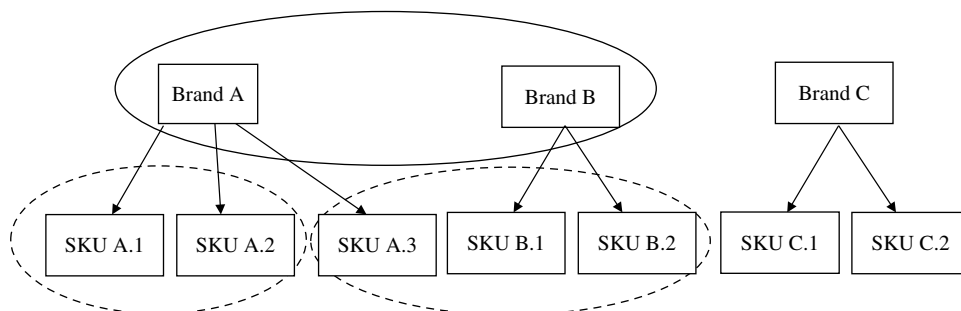 Brand A
Brand B
Brand C
SKU A.1
SKU A.2
SKU A.3
SKU B.1
SKU B.2
SKU C.1
SKU C.2